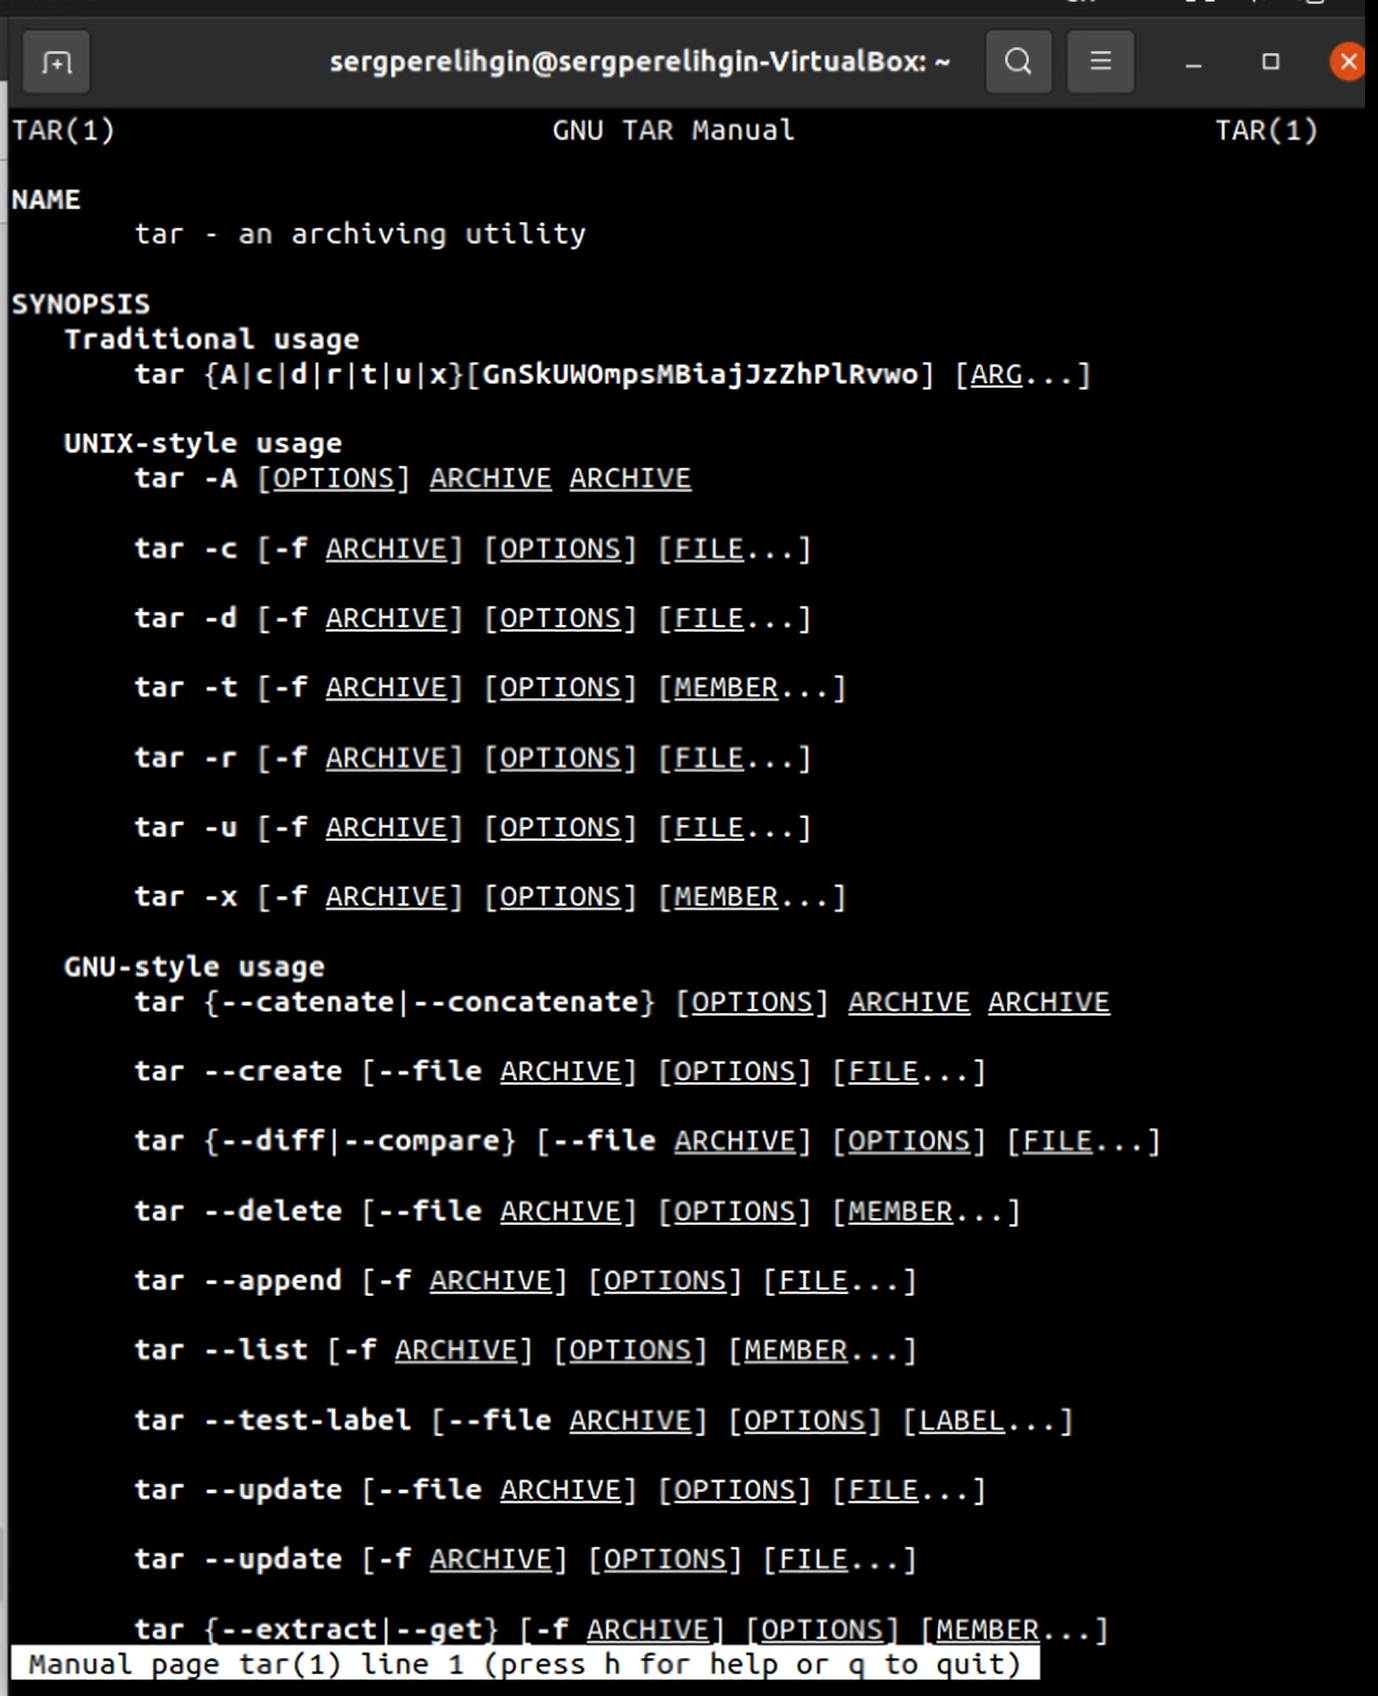 sergperelihgin@sergperelihgin-VirtualBox: ~
TAR(1) GNU TAR Manual TAR(1)
NAME
tar - an archiving utility
SYNOPSIS
Traditional usage
tar {A|c|d|r|t|u|x}[GnSkUWOmpsMBiajJzZhPlRvwo] [ARG...]
UNIX-style usage
tar -A [OPTIONS] ARCHIVE ARCHIVE
tar -c [-f ARCHIVE] [OPTIONS] [FILE...]
tar -d [-f ARCHIVE] [OPTIONS] [FILE...]
tar -t [-f ARCHIVE] [OPTIONS] [MEMBER...]
tar -r [-f ARCHIVE] [OPTIONS] [FILE...]
tar -u [-f ARCHIVE] [OPTIONS] [FILE...]
tar -x [-f ARCHIVE] [OPTIONS] [MEMBER...]
GNU-style usage
tar {--catenate|--concatenate} [OPTIONS] ARCHIVE ARCHIVE
tar --create [--file ARCHIVE] [OPTIONS] [FILE...]
tar {--diff|--compare} [--file ARCHIVE] [OPTIONS] [FILE...]
tar --delete [--file ARCHIVE] [OPTIONS] [MEMBER...]
tar --append [-f ARCHIVE] [OPTIONS] [FILE...]
tar --list [-f ARCHIVE] [OPTIONS] [MEMBER...]
tar --test-label [--file ARCHIVE] [OPTIONS] [LABEL...]
tar --update [--file ARCHIVE] [OPTIONS] [FILE...]
tar --update [-f ARCHIVE] [OPTIONS] [FILE...]
tar {--extract|--get} [-f ARCHIVE] [OPTIONS] [MEMBER...]
Manual page tar(1) line 1 (press h for help or q to quit)